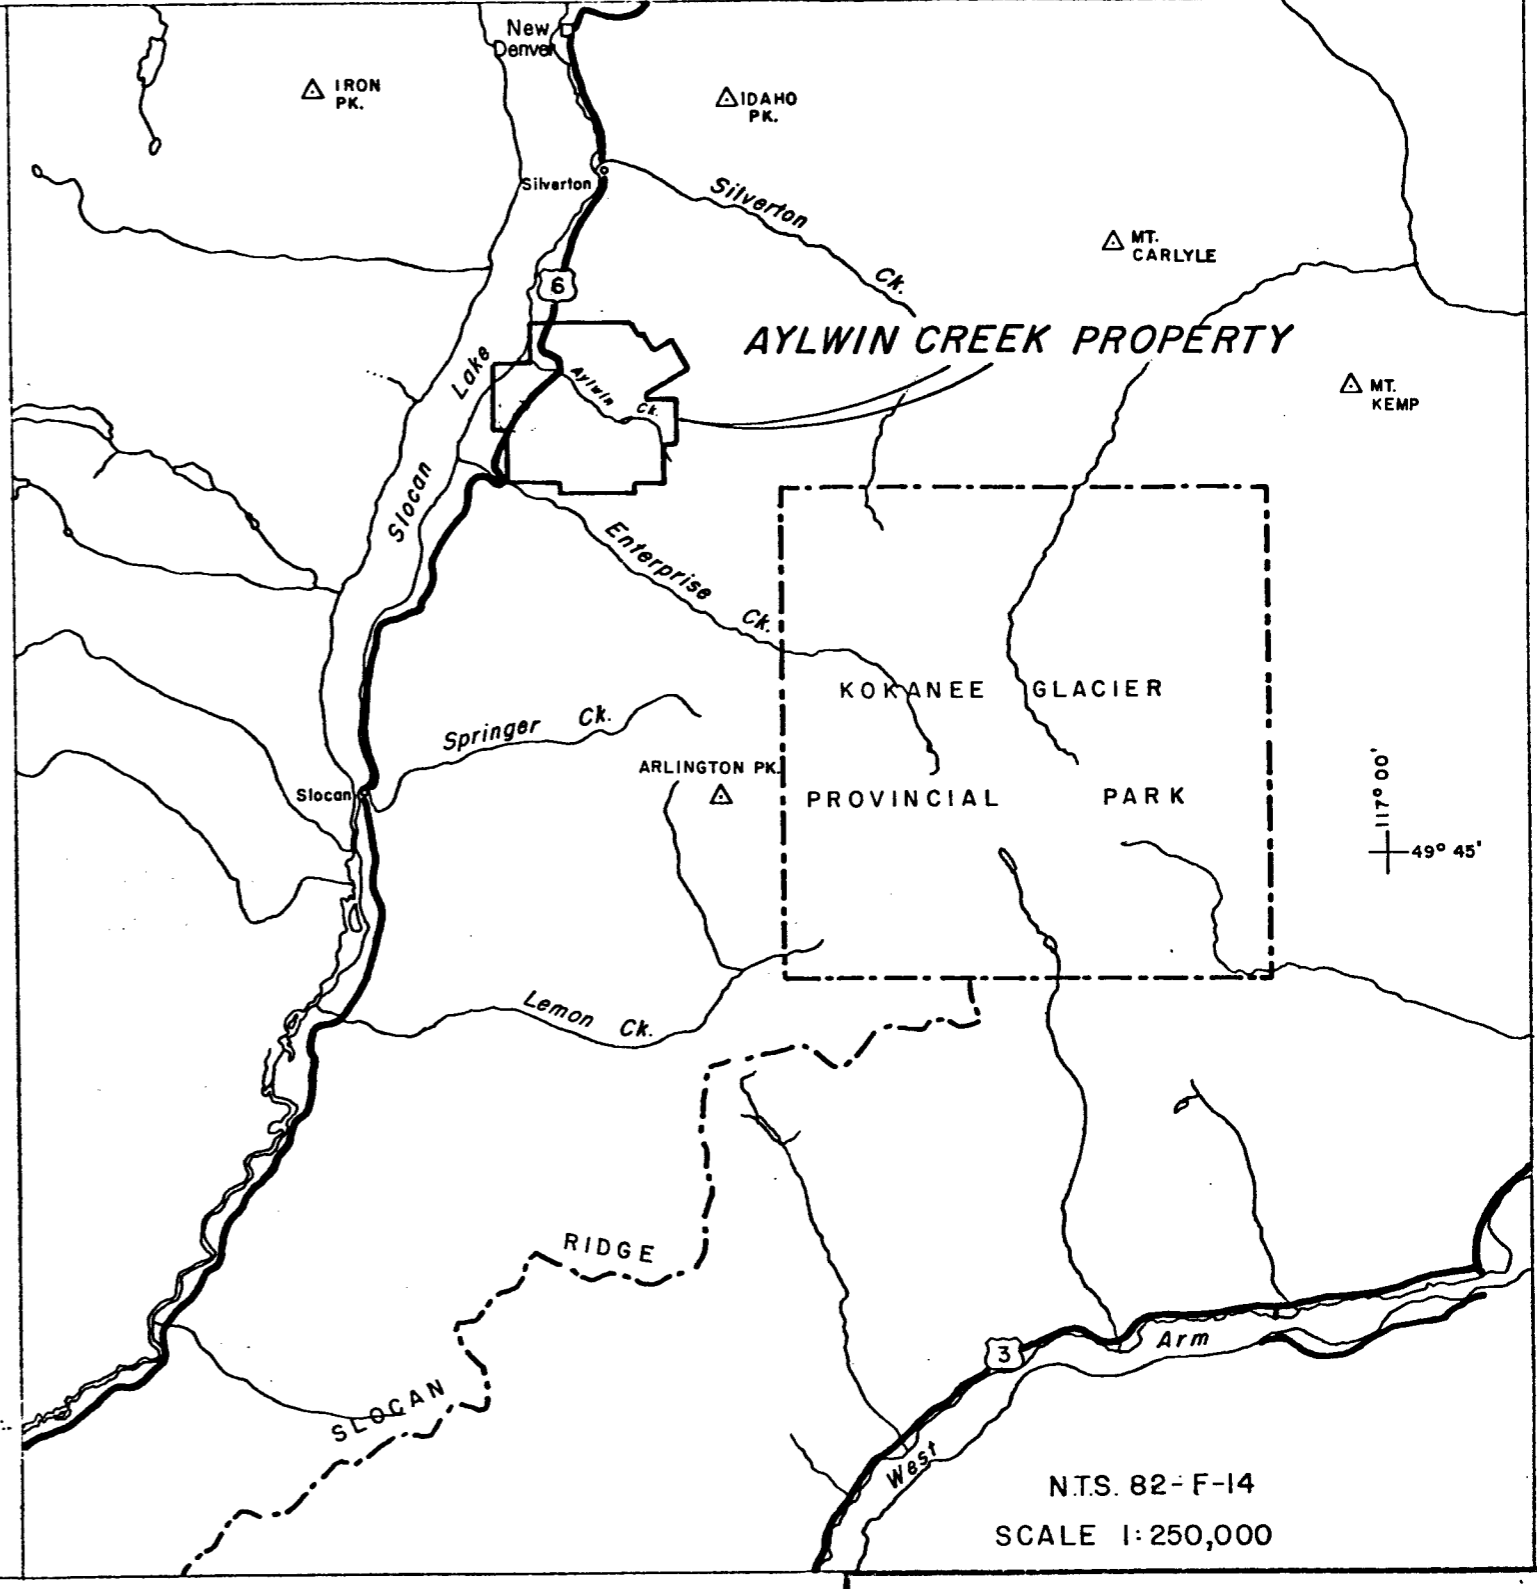 New
Denver
IRON
PK.
IDAHO
PK.
Silverton
Silverton Ck.
MT.
CARLYLE
6
AYLWIN CREEK PROPERTY
Slocan Lake
Aylwin Ck.
MT.
KEMP
Enterprise Ck.
KOKANEE GLACIER
Springer Ck.
ARLINGTON PK.
PROVINCIAL PARK
Slocan
117° 00'
49° 45'
Lemon Ck.
SLOCAN RIDGE
3
West Arm
N.T.S. 82-F-14
SCALE 1:250,000